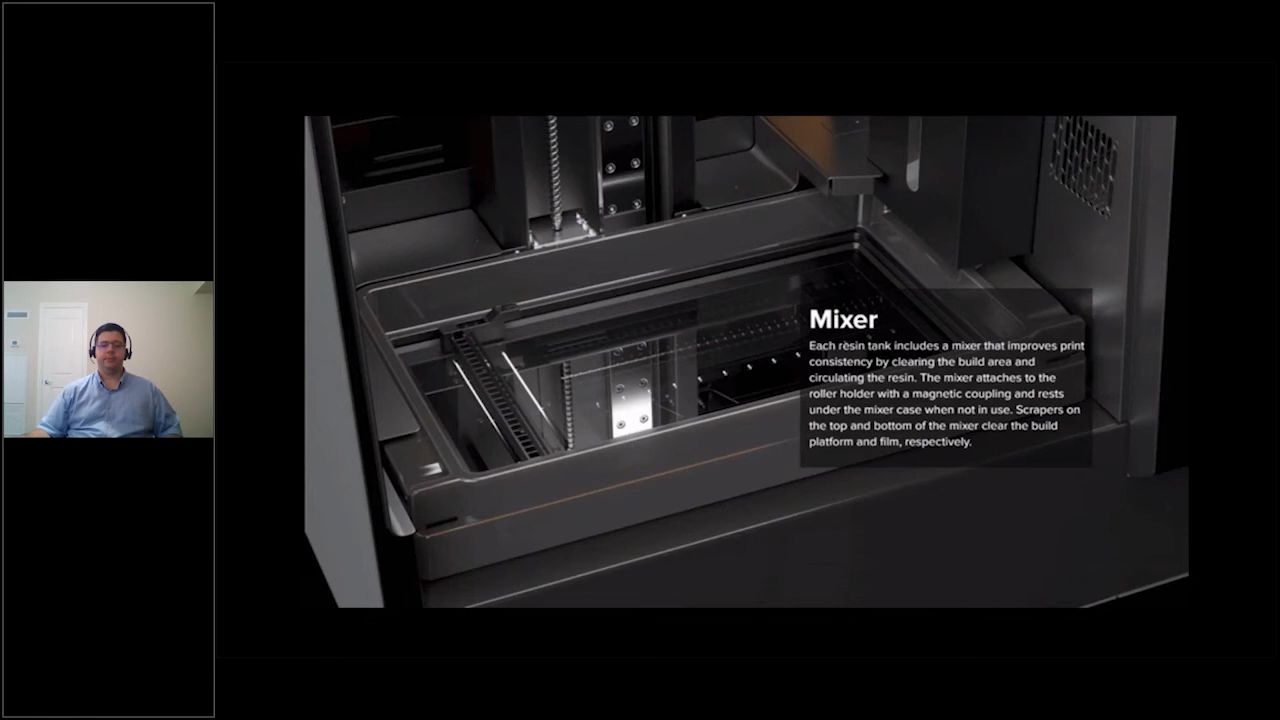 Mixer
Each resin tank includes a mixer that improves print
consistency by clearing the build area and
circulating the resin. The mixer attaches to the
roller holder with a magnetic coupling and rests
under the mixer case when not in use. Scrapers on
the top and bottom of the mixer clear the build
platform and film, respectively.